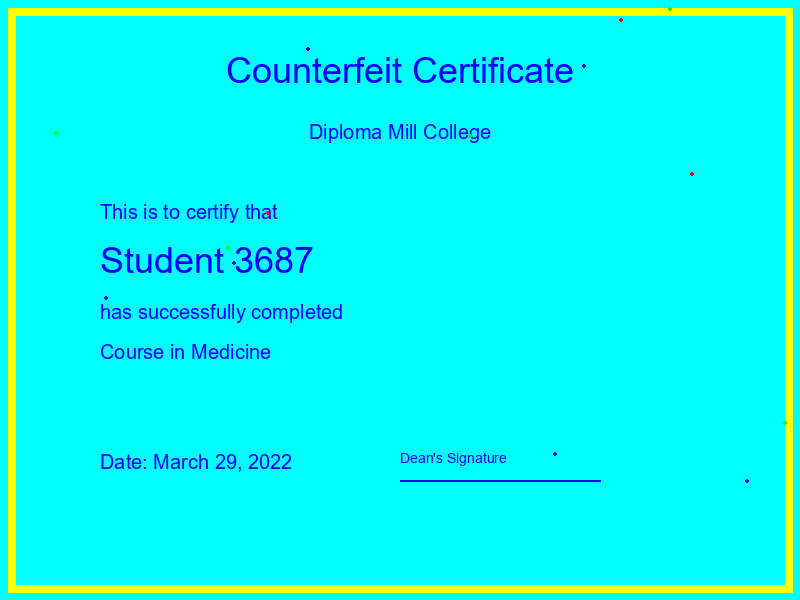 Counterfeit Certificate
Diploma Mill College
This is to certify that
Student 3687
has successfully completed
Course in Medicine
Date: March 29, 2022
Dean's Signature